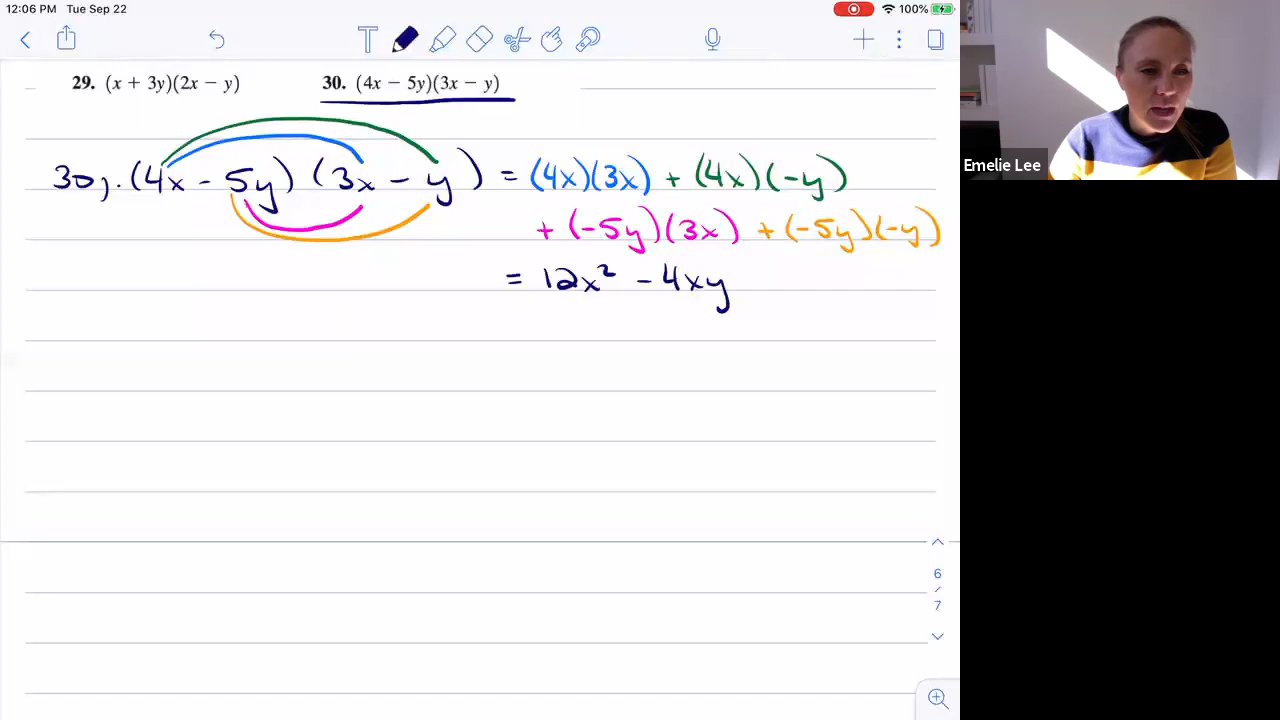 12:06 PM Tue Sep 22
100%
T
29. (x + 3y)(2x − y) 30. (4x − 5y)(3x − y)
Emelie Lee
30). (4x − 5y) (3x − y) = (4x)(3x) + (4x)(−y)
+ (−5y)(3x) + (−5y)(−y)
= 12x² − 4xy
6
/
7